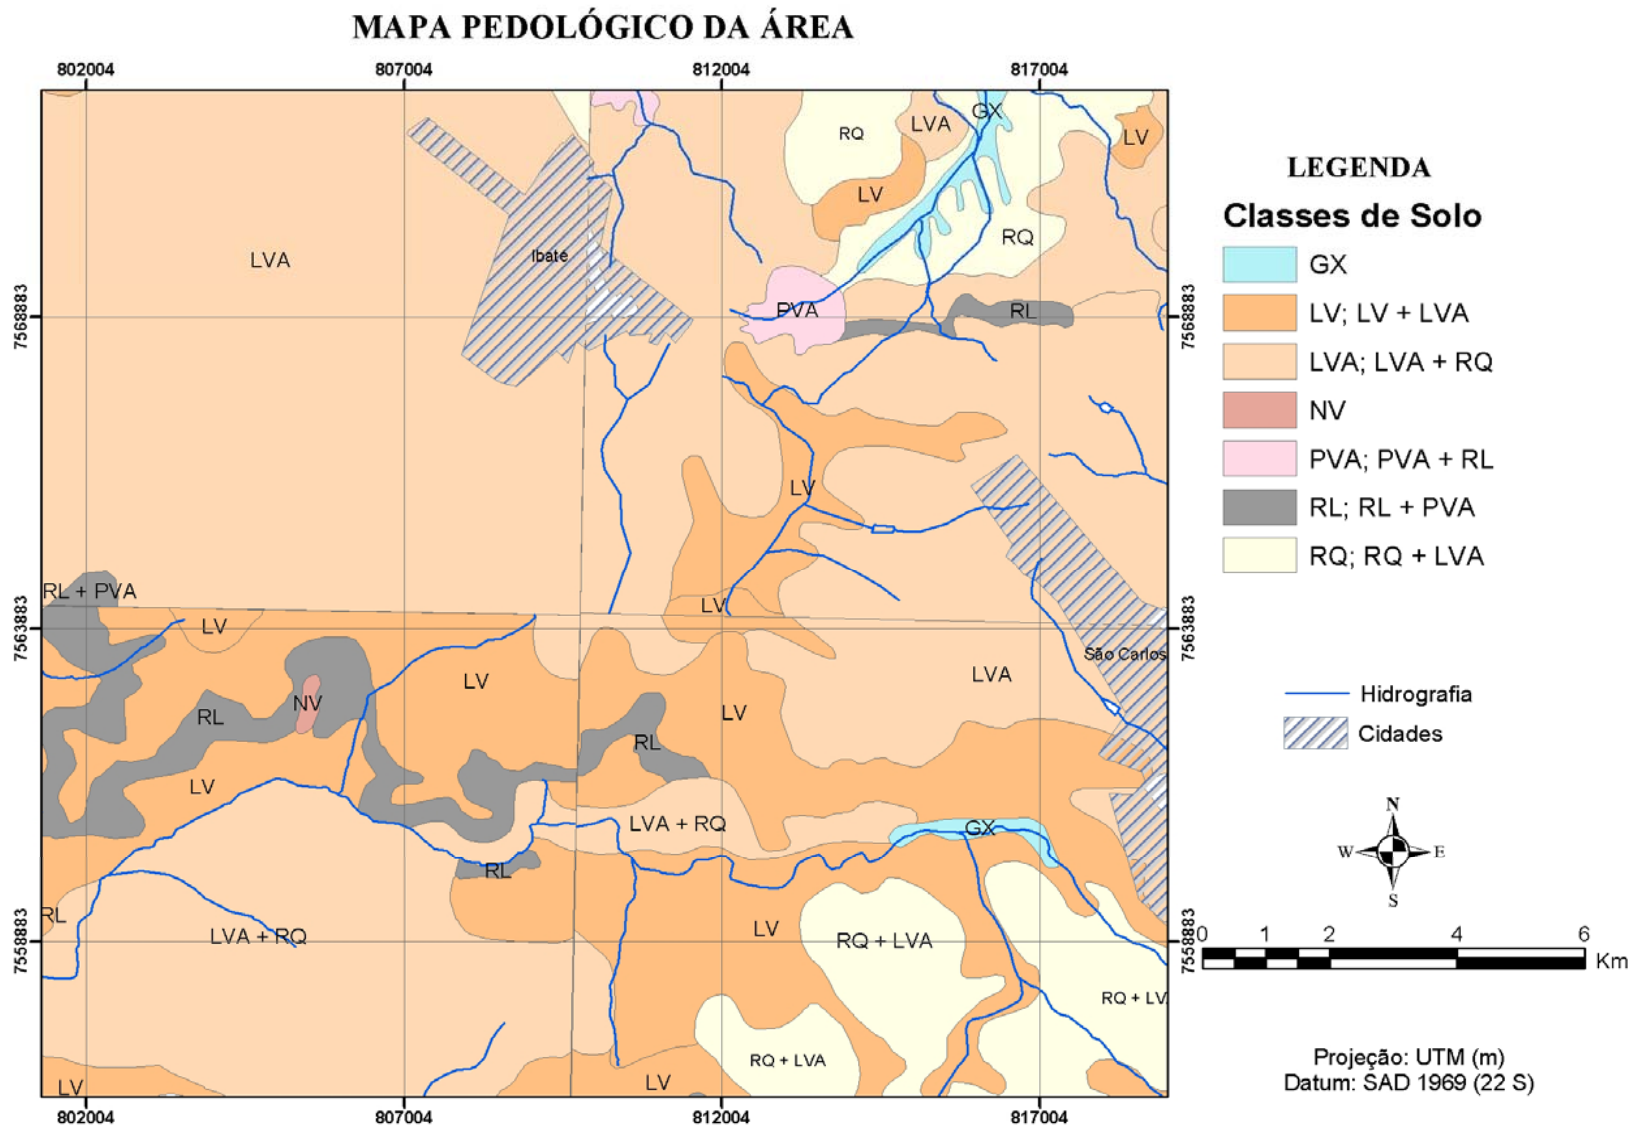 MAPA PEDOLÓGICO DA ÁREA
802004 807004 812004 817004
GX
RQ
LVA
LV
LV
RQ
LVA
Ibate
PVA
RL
7568883
7568883
LV
RL + PVA
LV
LV
7563883
7563883
São Carlos
LV
LVA
NV
RL
LV
RL
LV
LVA + RQ
GX
RL
RL
LVA + RQ
LV
RQ + LVA
7558883
7558883
RQ + LV
RQ + LVA
LV
LV
802004 807004 812004 817004
LEGENDA
Classes de Solo
GX
LV; LV + LVA
LVA; LVA + RQ
NV
PVA; PVA + RL
RL; RL + PVA
RQ; RQ + LVA
Hidrografia
Cidades
N
W E
S
0 1 2 4 6
Km
Projeção: UTM (m)
Datum: SAD 1969 (22 S)